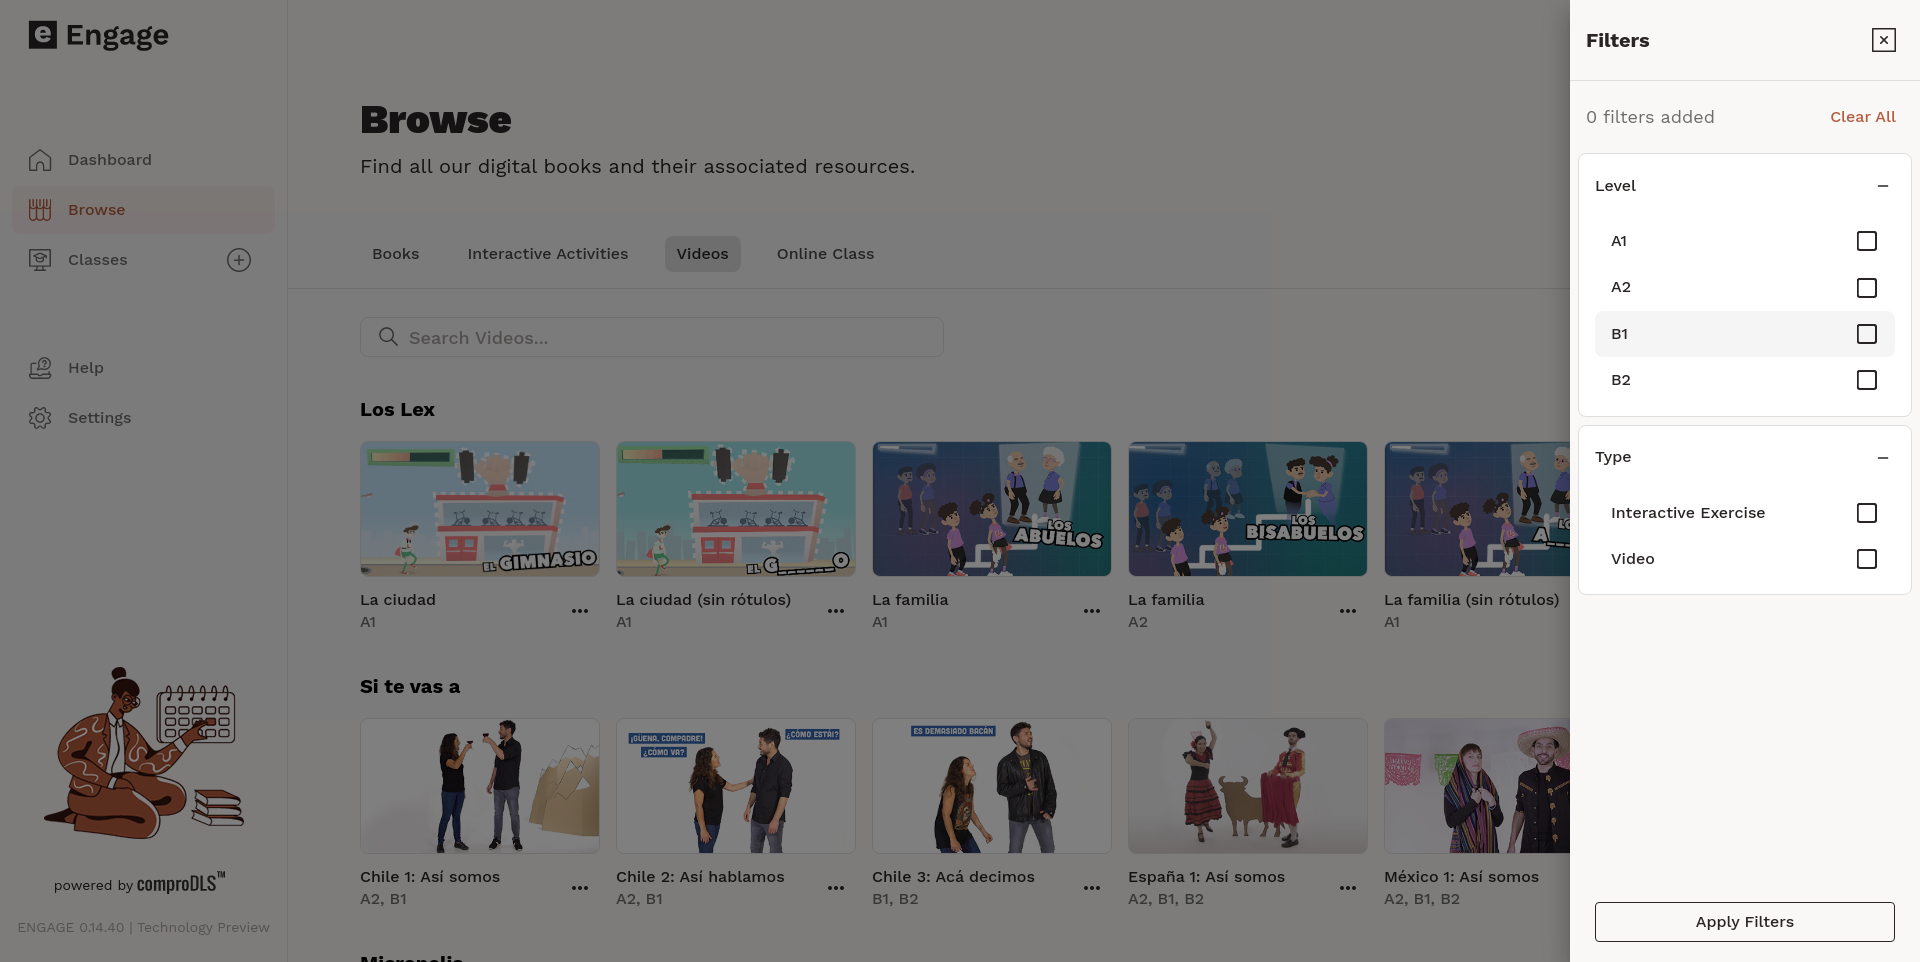 e Engage
Dashboard
Browse
Classes
Help
Settings
powered by comproDLS™
ENGAGE 0.14.40 | Technology Preview
Browse
Find all our digital books and their associated resources.
Books
Interactive Activities
Videos
Online Class
Search Videos...
Los Lex
EL GIMNASIO
EL G_____O
LOS ABUELOS
LOS BISABUELOS
LOS
La ciudad
A1
La ciudad (sin rótulos)
A1
La familia
A1
La familia
A2
La familia (sin rótulos)
A1
Si te vas a
¡GÜENA, COMPADRE!
¿CÓMO VA?
¿CÓMO ESTÁI?
ES DEMASIADO BACÁN
Chile 1: Así somos
A2, B1
Chile 2: Así hablamos
A2, B1
Chile 3: Acá decimos
B1, B2
España 1: Así somos
A2, B1, B2
México 1: Así somos
A2, B1, B2
Micropolis
Filters
0 filters added
Clear All
Level
A1
A2
B1
B2
Type
Interactive Exercise
Video
Apply Filters